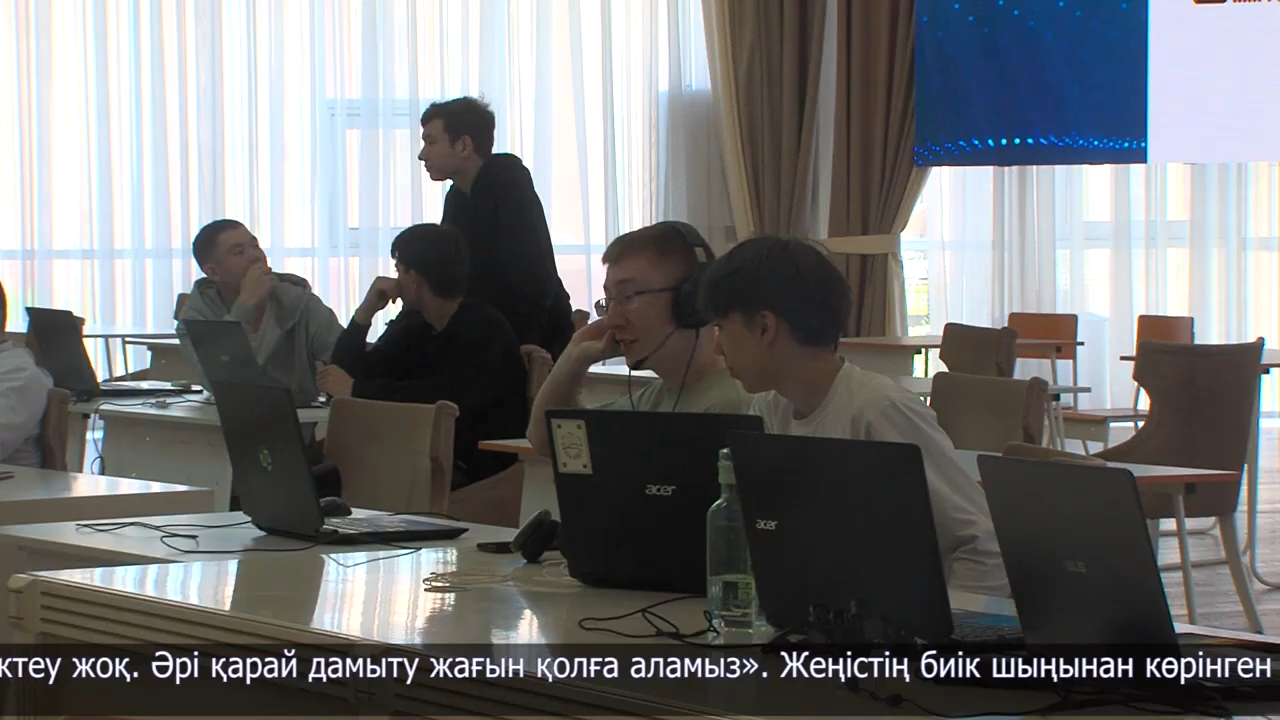 acer
acer
ктеу жоқ. Әрі қарай дамыту жағын қолға аламыз». Жеңістің биік шыңынан көрінген